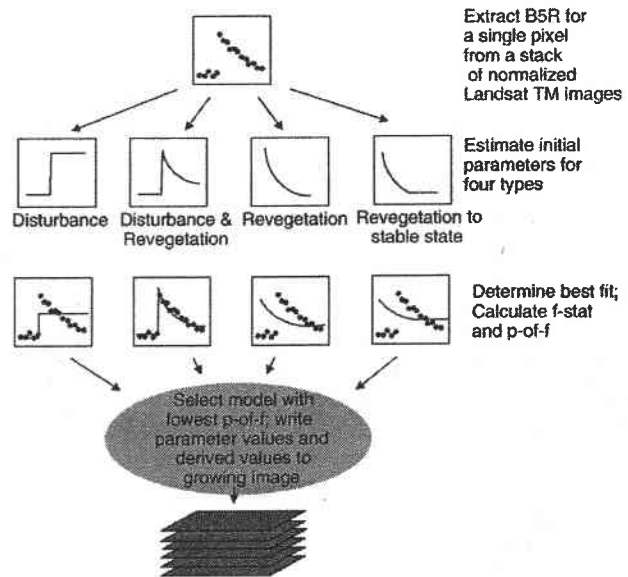 Extract B5R for
a single pixel
from a stack
of normalized
Landsat TM images
Estimate initial
parameters for
four types
Disturbance
Disturbance &
Revegetation
Revegetation
Revegetation to
stable state
Determine best fit;
Calculate f-stat
and p-of-f
Select model with
lowest p-of-f; write
parameter values and
derived values to
growing image